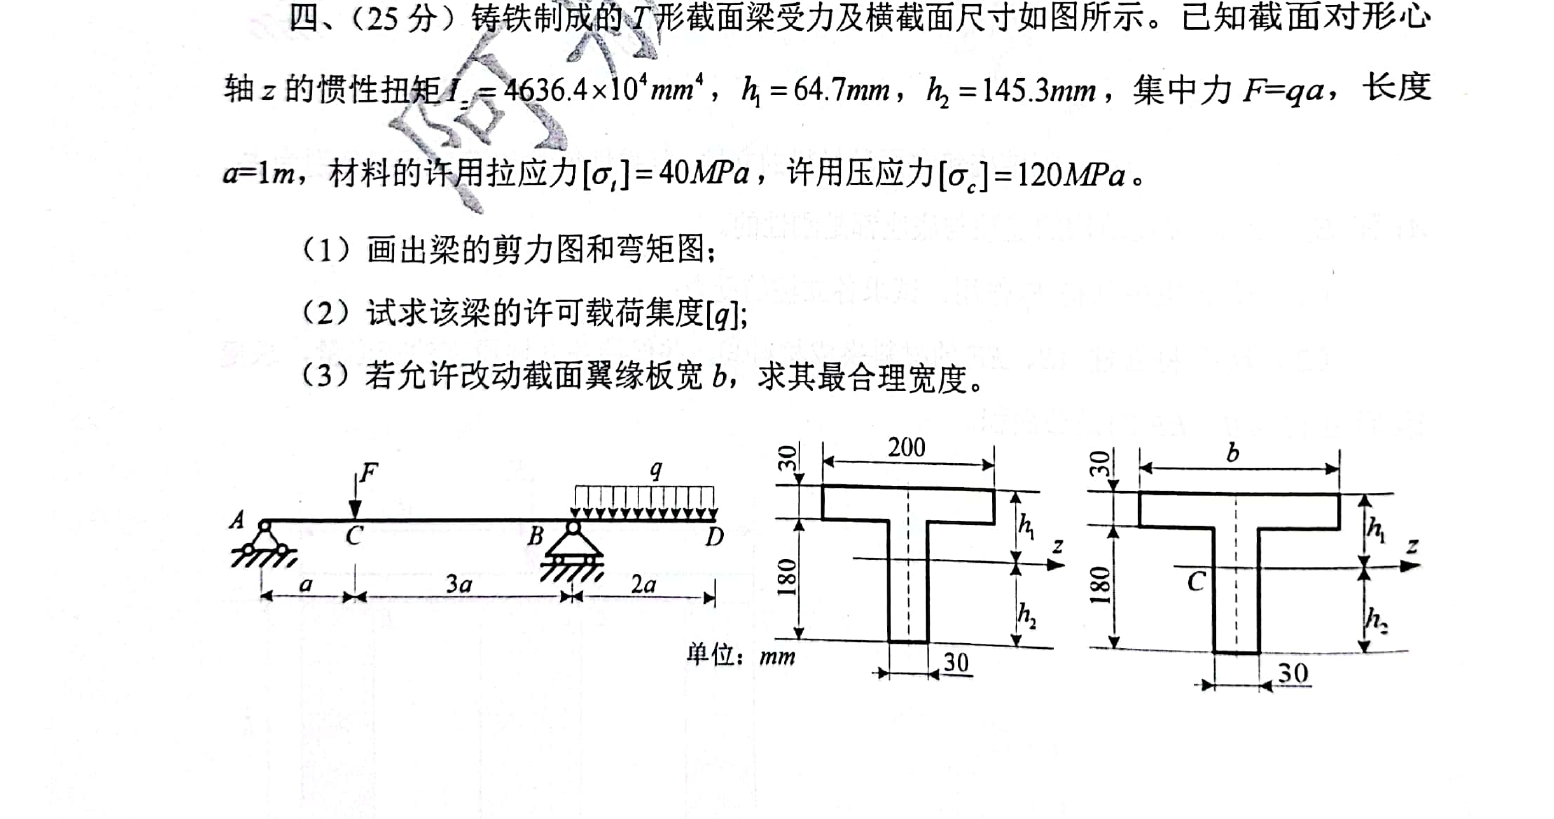 四、(25分)铸铁制成的T形截面梁受力及横截面尺寸如图所示。已知截面对形心
轴z的惯性扭矩I_z=4636.4×10⁴mm⁴,h₁=64.7mm,h₂=145.3mm,集中力F=qa,长度
a=1m,材料的许用拉应力[σ_t]=40MPa,许用压应力[σ_c]=120MPa。
(1)画出梁的剪力图和弯矩图;
(2)试求该梁的许可载荷集度[q];
(3)若允许改动截面翼缘板宽b,求其最合理宽度。
F
q
A
C
B
D
a
3a
2a
单位:mm
30
200
h₁
z
180
h₂
30
30
b
h₁
z
C
180
h₂
30